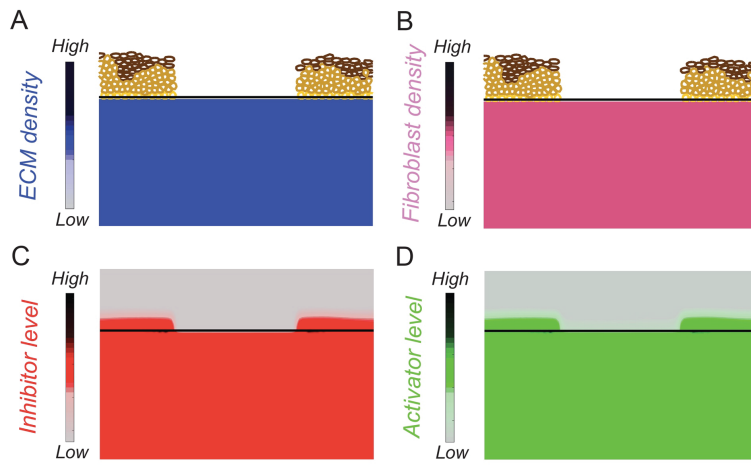 A
High
ECM density
Low
B
High
Fibroblast density
Low
C
High
Inhibitor level
Low
D
High
Activator level
Low